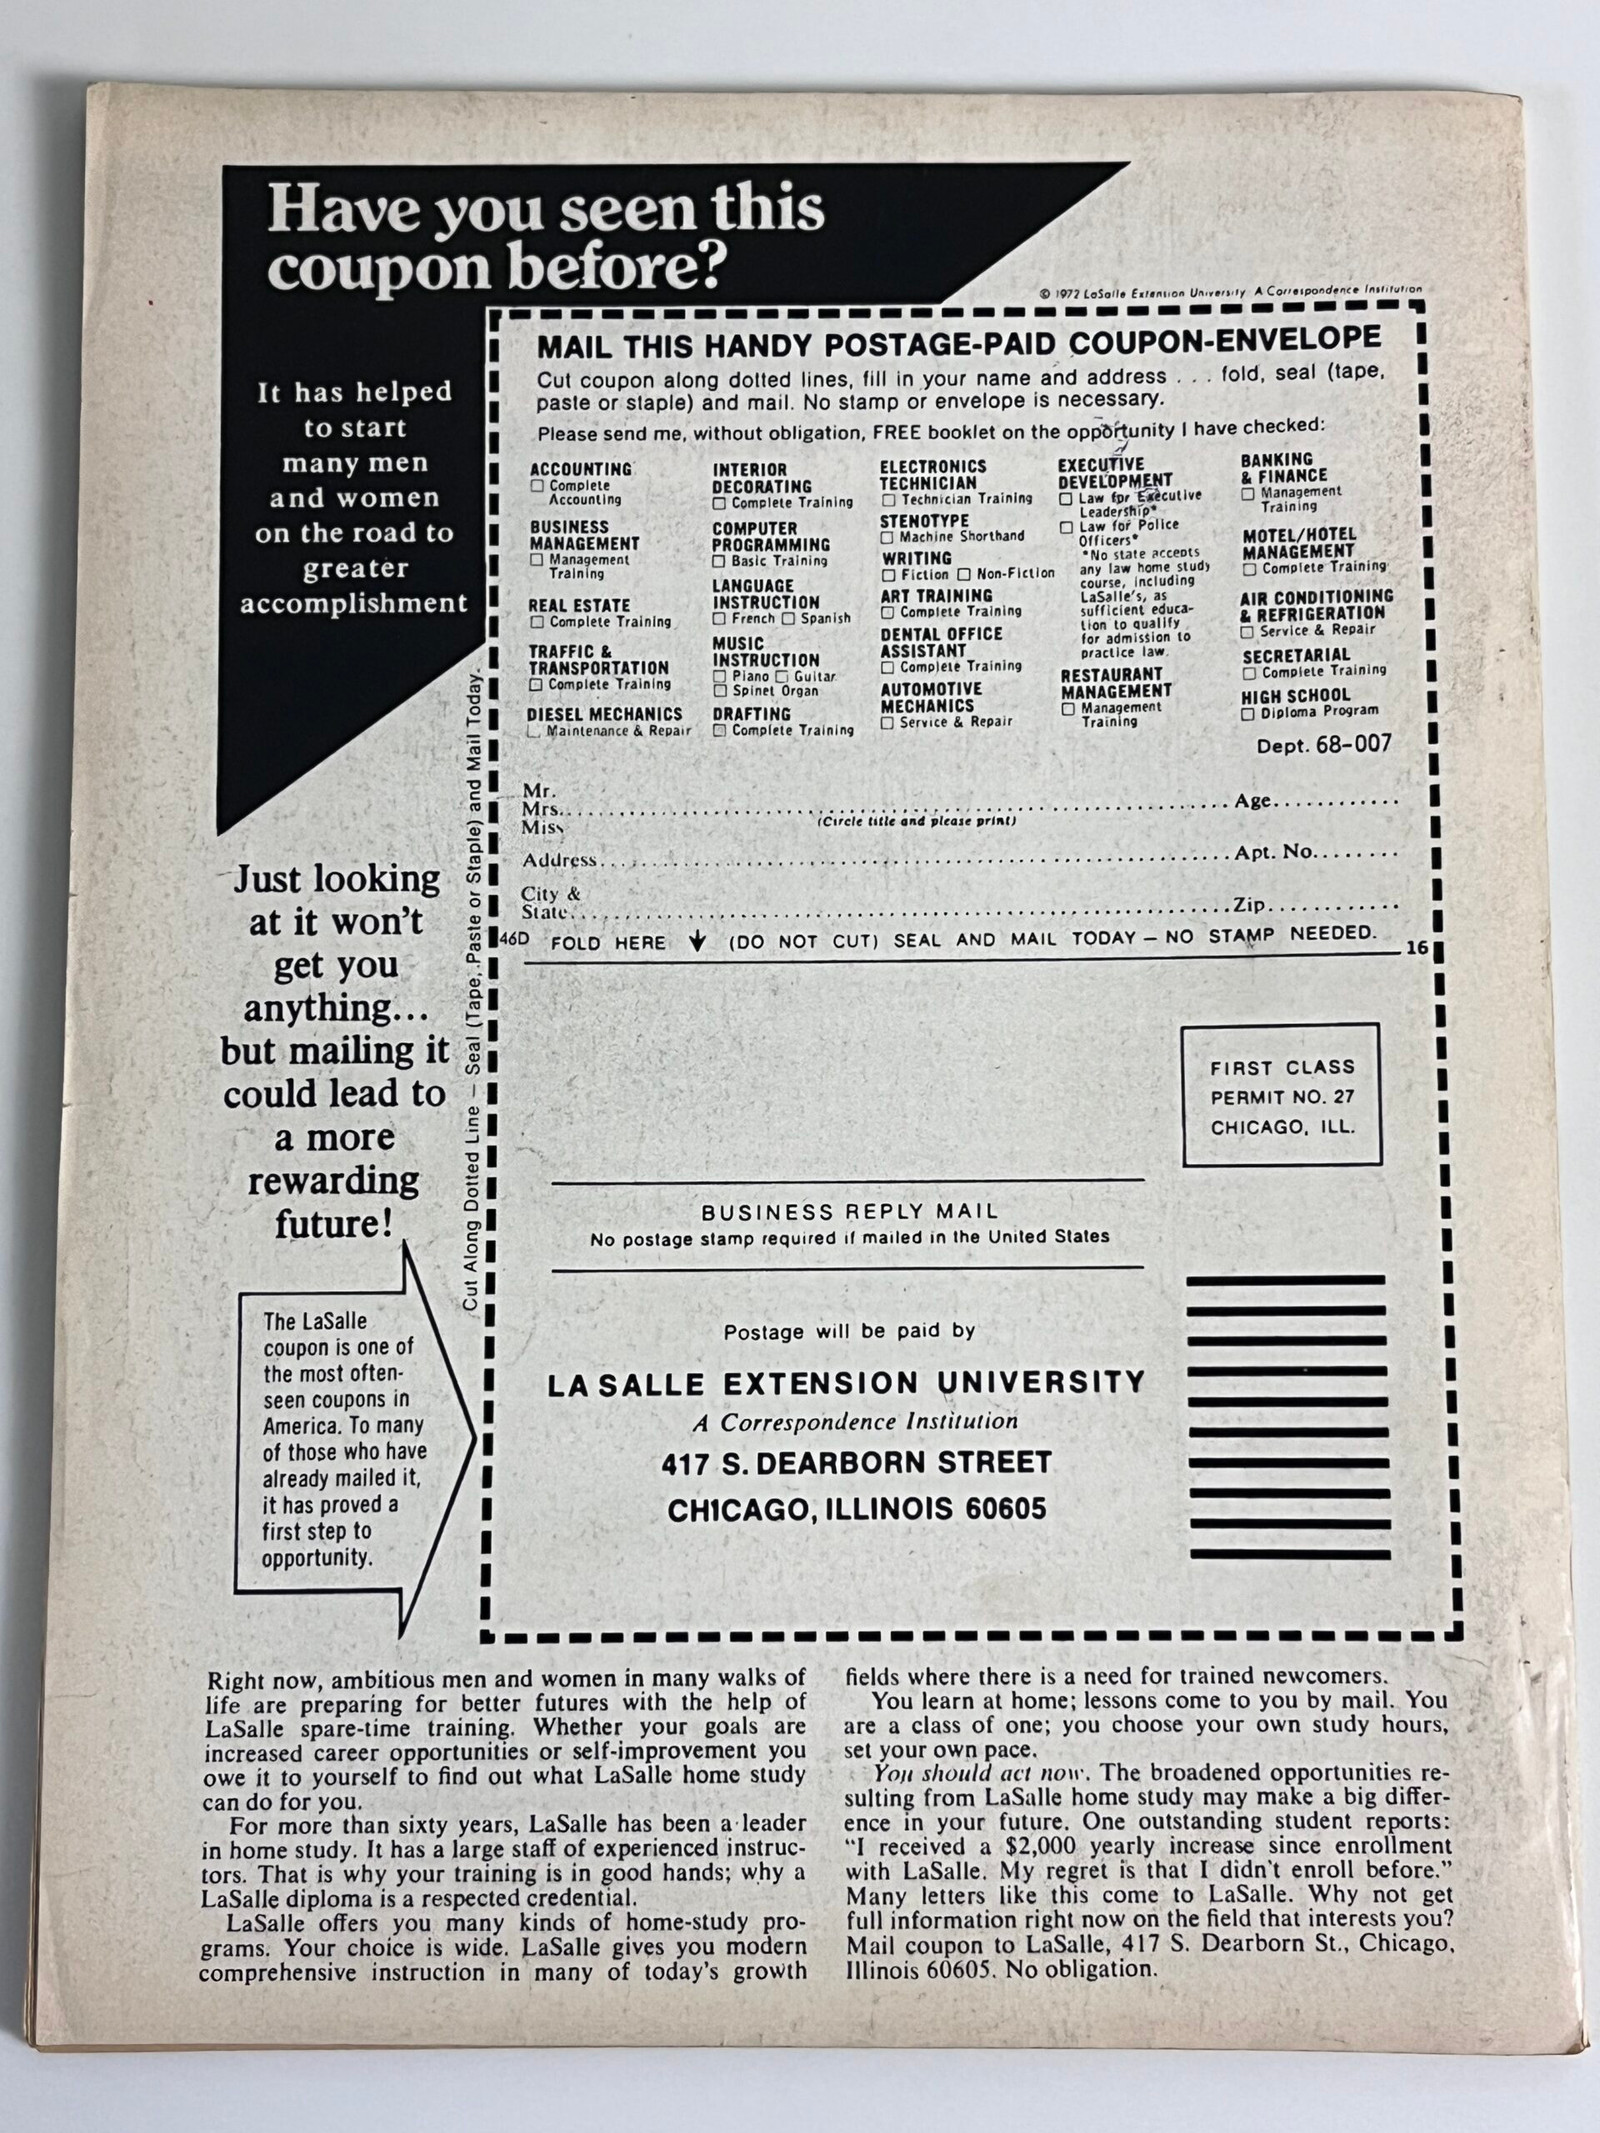 Have you seen this
coupon before?
It has helped
to start
many men
and women
on the road to
greater
accomplishment
© 1972 LaSalle Extension University A Correspondence Institution
MAIL THIS HANDY POSTAGE-PAID COUPON-ENVELOPE
Cut coupon along dotted lines, fill in your name and address . . . fold, seal (tape,
paste or staple) and mail. No stamp or envelope is necessary.
Please send me, without obligation, FREE booklet on the opportunity I have checked:
ACCOUNTING
☐ Complete
Accounting
BUSINESS
MANAGEMENT
☐ Management
Training
REAL ESTATE
☐ Complete Training
TRAFFIC &
TRANSPORTATION
☐ Complete Training
DIESEL MECHANICS
☐ Maintenance & Repair
INTERIOR
DECORATING
☐ Complete Training
COMPUTER
PROGRAMMING
☐ Basic Training
LANGUAGE
INSTRUCTION
☐ French ☐ Spanish
MUSIC
INSTRUCTION
☐ Piano ☐ Guitar
☐ Spinet Organ
DRAFTING
☐ Complete Training
ELECTRONICS
TECHNICIAN
☐ Technician Training
STENOTYPE
☐ Machine Shorthand
WRITING
☐ Fiction ☐ Non-Fiction
ART TRAINING
☐ Complete Training
DENTAL OFFICE
ASSISTANT
☐ Complete Training
AUTOMOTIVE
MECHANICS
☐ Service & Repair
EXECUTIVE
DEVELOPMENT
☐ Law for Executive
Leadership*
☐ Law for Police
Officers*
*No state accepts
any law home study
course, including
LaSalle's, as
sufficient educa-
tion to qualify
for admission to
practice law.
RESTAURANT
MANAGEMENT
☐ Management
Training
BANKING
& FINANCE
☐ Management
Training
MOTEL/HOTEL
MANAGEMENT
☐ Complete Training
AIR CONDITIONING
& REFRIGERATION
☐ Service & Repair
SECRETARIAL
☐ Complete Training
HIGH SCHOOL
☐ Diploma Program
Dept. 68-007
Mr.
Mrs. Age
Miss (Circle title and please print)
Address Apt. No.
City &
State Zip
46D FOLD HERE ↓ (DO NOT CUT) SEAL AND MAIL TODAY — NO STAMP NEEDED. 16
Cut Along Dotted Line — Seal (Tape, Paste or Staple) and Mail Today.
Just looking
at it won't
get you
anything...
but mailing it
could lead to
a more
rewarding
future!
The LaSalle
coupon is one of
the most often-
seen coupons in
America. To many
of those who have
already mailed it,
it has proved a
first step to
opportunity.
FIRST CLASS
PERMIT NO. 27
CHICAGO, ILL.
BUSINESS REPLY MAIL
No postage stamp required if mailed in the United States
Postage will be paid by
LA SALLE EXTENSION UNIVERSITY
A Correspondence Institution
417 S. DEARBORN STREET
CHICAGO, ILLINOIS 60605
Right now, ambitious men and women in many walks of
life are preparing for better futures with the help of
LaSalle spare-time training. Whether your goals are
increased career opportunities or self-improvement you
owe it to yourself to find out what LaSalle home study
can do for you.
For more than sixty years, LaSalle has been a leader
in home study. It has a large staff of experienced instruc-
tors. That is why your training is in good hands; why a
LaSalle diploma is a respected credential.
LaSalle offers you many kinds of home-study pro-
grams. Your choice is wide. LaSalle gives you modern
comprehensive instruction in many of today's growth
fields where there is a need for trained newcomers.
You learn at home; lessons come to you by mail. You
are a class of one; you choose your own study hours,
set your own pace.
You should act now. The broadened opportunities re-
sulting from LaSalle home study may make a big differ-
ence in your future. One outstanding student reports:
"I received a $2,000 yearly increase since enrollment
with LaSalle. My regret is that I didn't enroll before."
Many letters like this come to LaSalle. Why not get
full information right now on the field that interests you?
Mail coupon to LaSalle, 417 S. Dearborn St., Chicago,
Illinois 60605. No obligation.